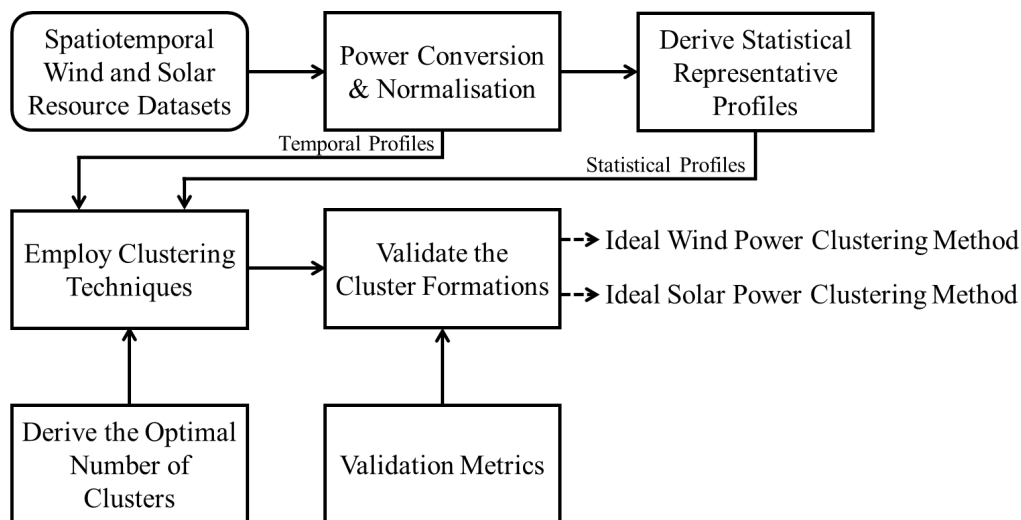 Spatiotemporal
Wind and Solar
Resource Datasets
Power Conversion
& Normalisation
Derive Statistical
Representative
Profiles
Temporal Profiles
Statistical Profiles
Employ Clustering
Techniques
Validate the
Cluster Formations
Ideal Wind Power Clustering Method
Ideal Solar Power Clustering Method
Derive the Optimal
Number of
Clusters
Validation Metrics